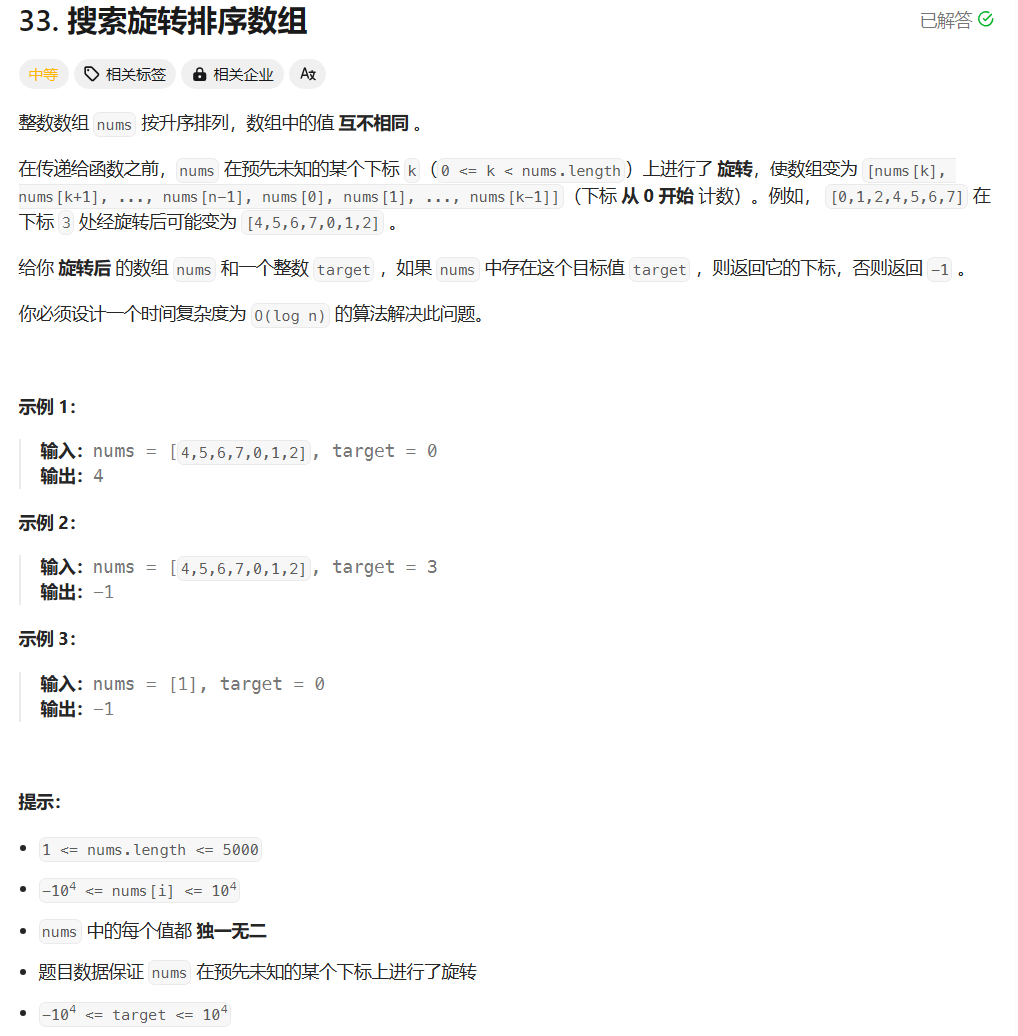 33. 搜索旋转排序数组
已解答
中等 相关标签 相关企业
整数数组 nums 按升序排列，数组中的值 互不相同 。
在传递给函数之前，nums 在预先未知的某个下标 k（0 <= k < nums.length）上进行了 旋转，使数组变为 [nums[k],
nums[k+1], ..., nums[n-1], nums[0], nums[1], ..., nums[k-1]]（下标 从 0 开始 计数）。例如， [0,1,2,4,5,6,7] 在
下标 3 处经旋转后可能变为 [4,5,6,7,0,1,2] 。
给你 旋转后 的数组 nums 和一个整数 target ，如果 nums 中存在这个目标值 target ，则返回它的下标，否则返回 -1 。
你必须设计一个时间复杂度为 O(log n) 的算法解决此问题。
示例 1：
输入：nums = [4,5,6,7,0,1,2], target = 0
输出：4
示例 2：
输入：nums = [4,5,6,7,0,1,2], target = 3
输出：-1
示例 3：
输入：nums = [1], target = 0
输出：-1
提示：
• 1 <= nums.length <= 5000
• -10⁴ <= nums[i] <= 10⁴
• nums 中的每个值都 独一无二
• 题目数据保证 nums 在预先未知的某个下标上进行了旋转
• -10⁴ <= target <= 10⁴